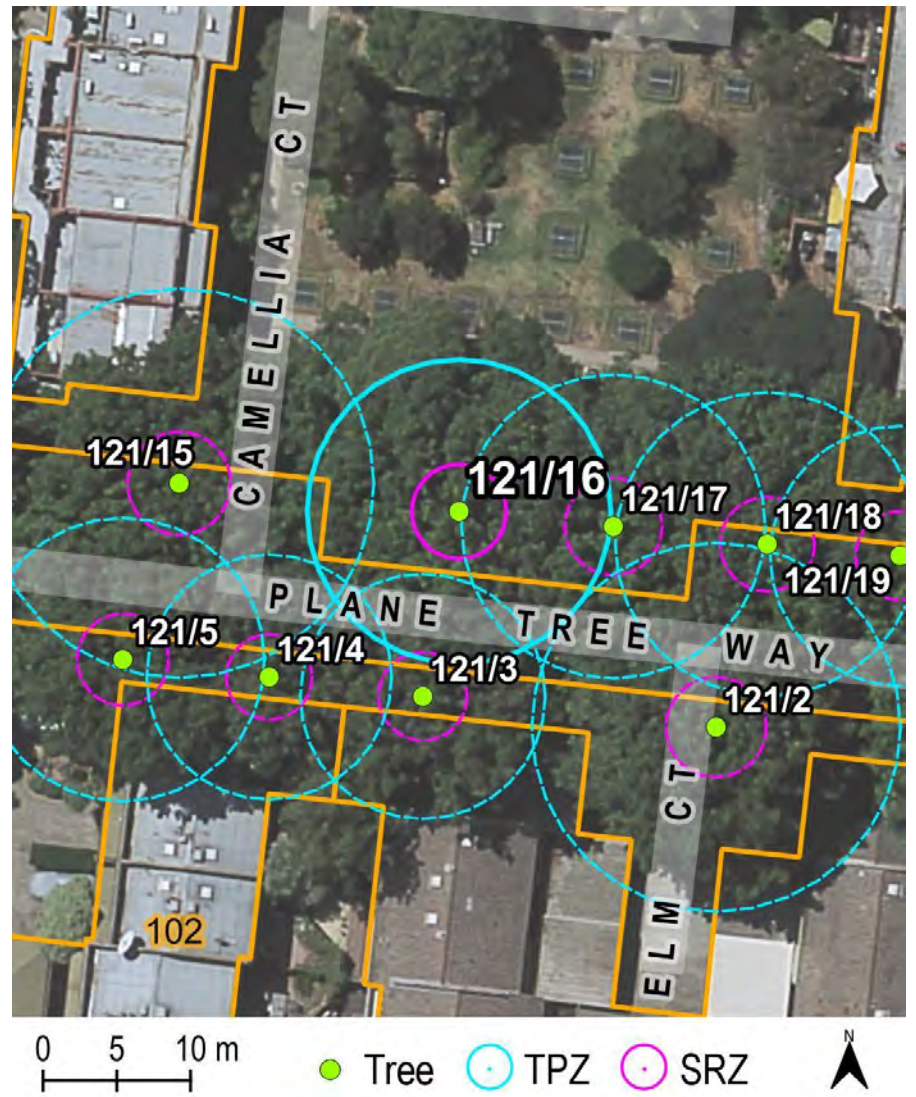 CAMELLIA CT
121/15
121/16
121/17
121/18
121/19
PLANE TREE WAY
121/5
121/4
121/3
121/2
ELM CT
102
0 5 10 m
Tree
TPZ
SRZ
N